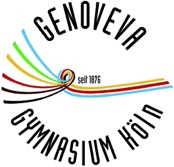 GENOVEVA
seit 1876
GYMNASIUM KÖln